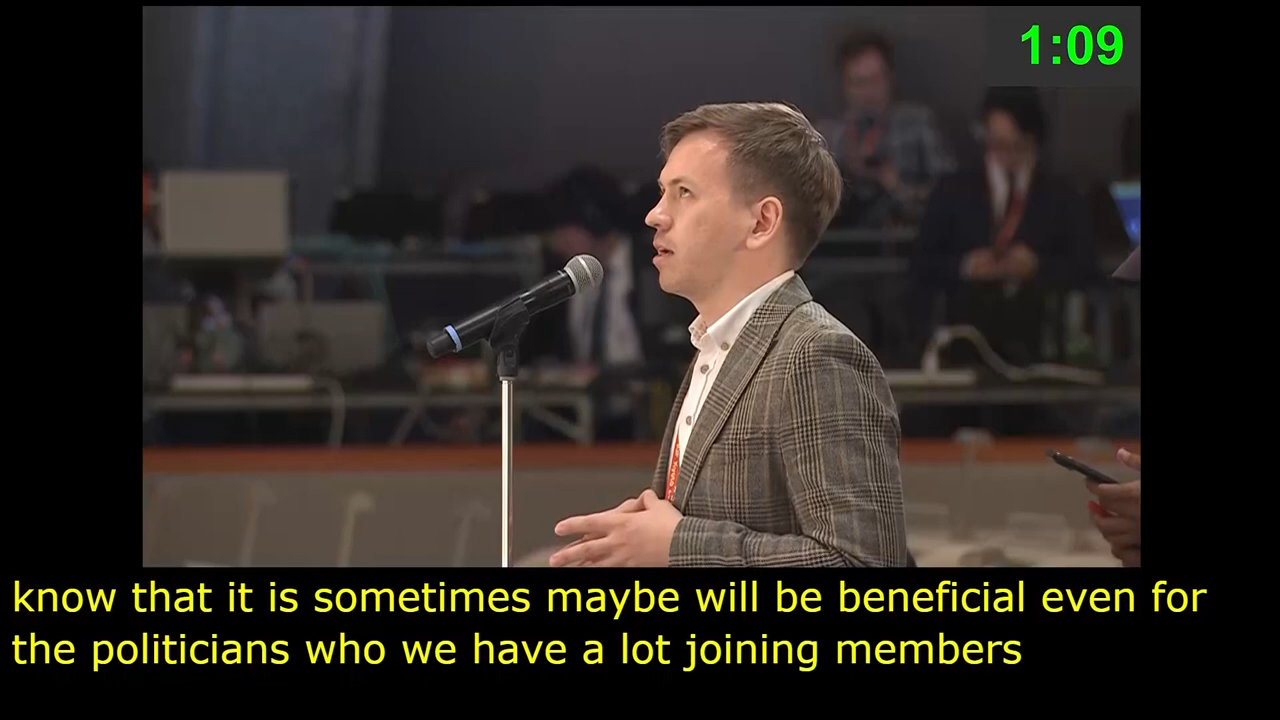 1:09
know that it is sometimes maybe will be beneficial even for
the politicians who we have a lot joining members